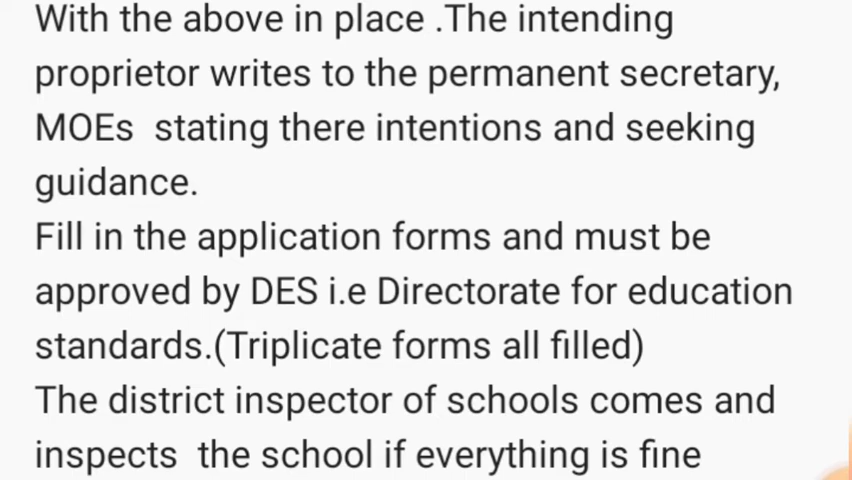 With the above in place .The intending
proprietor writes to the permanent secretary,
MOEs  stating there intentions and seeking
guidance.
Fill in the application forms and must be
approved by DES i.e Directorate for education
standards.(Triplicate forms all filled)
The district inspector of schools comes and
inspects  the school if everything is fine